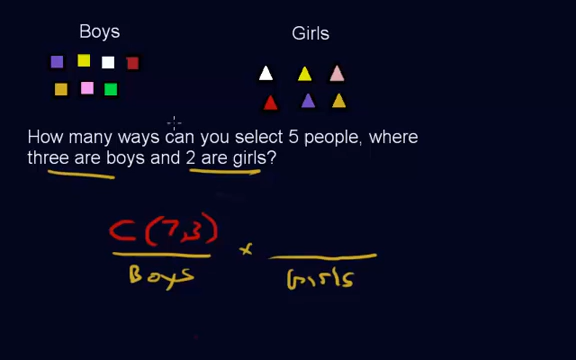 Boys
Girls
How many ways can you select 5 people, where
three are boys and 2 are girls?
C (7,3)
×
Boys
Girls